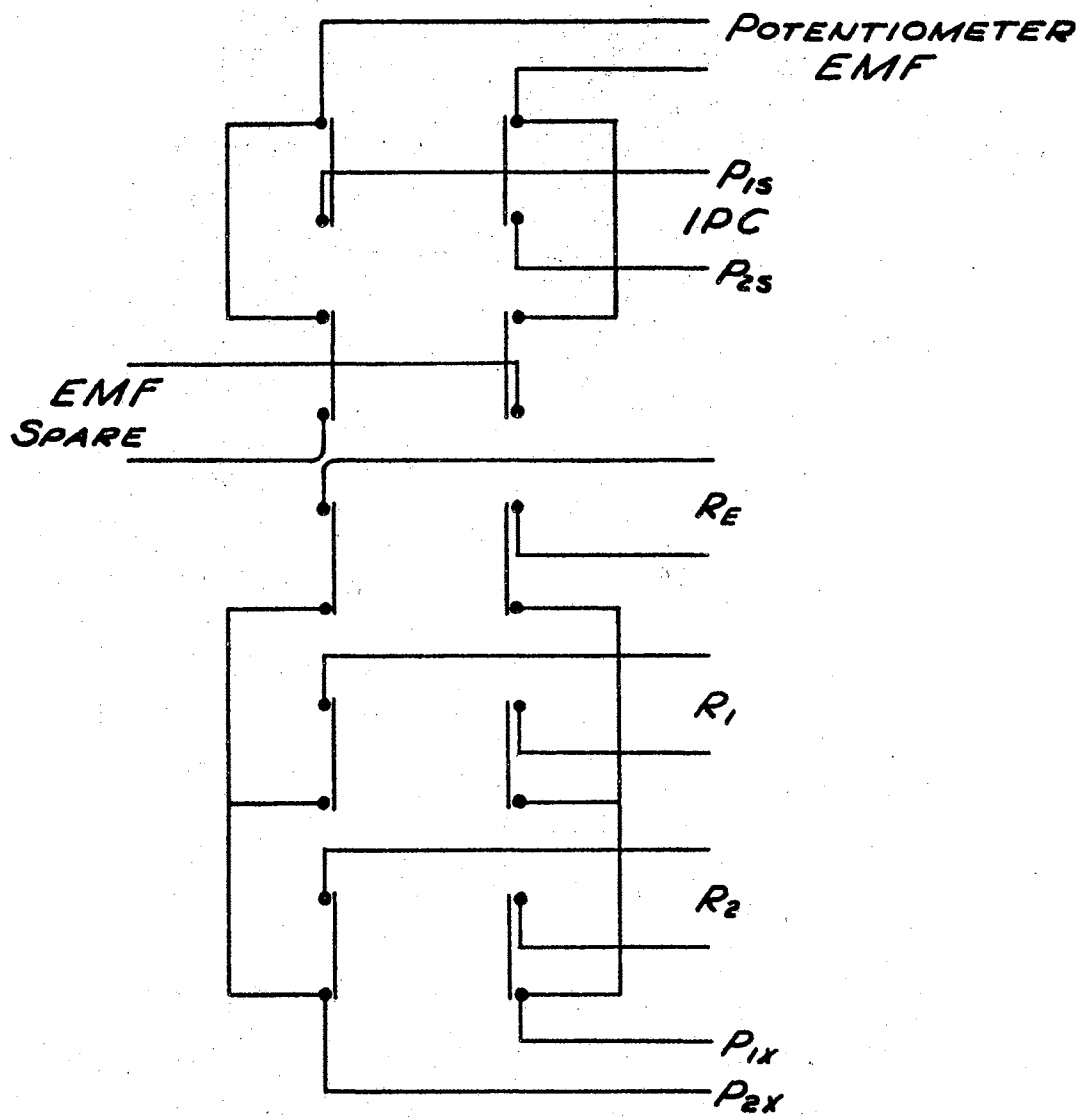 POTENTIOMETER
EMF
P1S
IPC
P2S
EMF
SPARE
RE
R1
R2
P1X
P2X